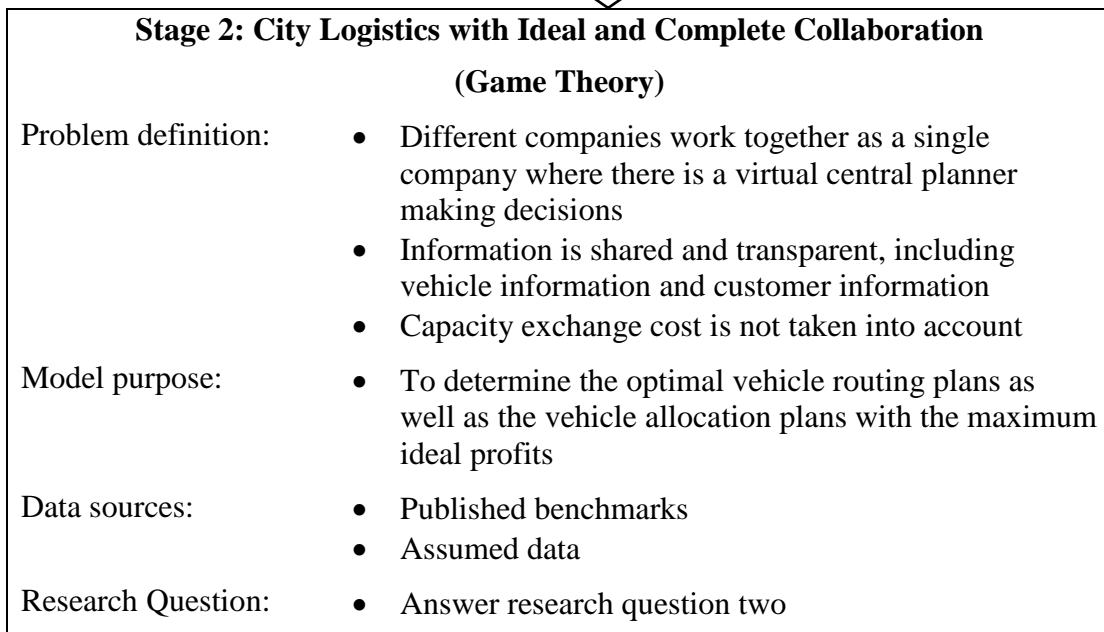 Stage 2: City Logistics with Ideal and Complete Collaboration
(Game Theory)
Problem definition: • Different companies work together as a single
company where there is a virtual central planner
making decisions
• Information is shared and transparent, including
vehicle information and customer information
• Capacity exchange cost is not taken into account
Model purpose: • To determine the optimal vehicle routing plans as
well as the vehicle allocation plans with the maximum
ideal profits
Data sources: • Published benchmarks
• Assumed data
Research Question: • Answer research question two